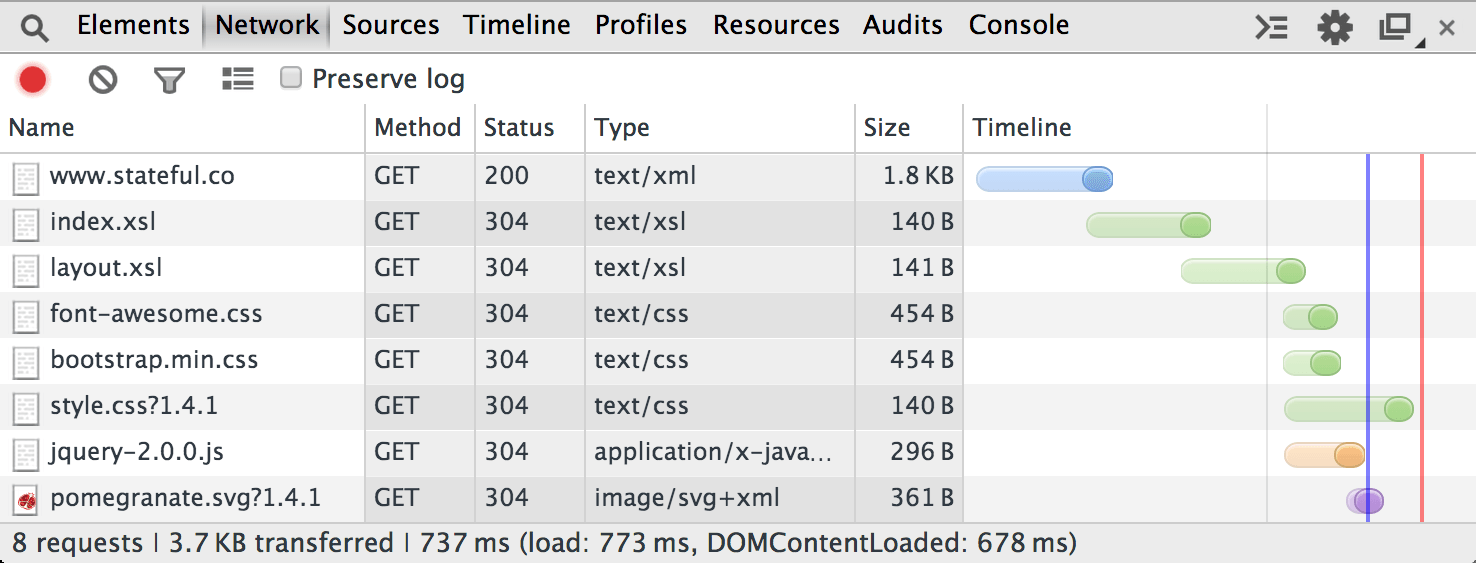 Elements Network Sources Timeline Profiles Resources Audits Console
Preserve log
Name Method Status Type Size Timeline
www.stateful.co GET 200 text/xml 1.8 KB
index.xsl GET 304 text/xsl 140 B
layout.xsl GET 304 text/xsl 141 B
font-awesome.css GET 304 text/css 454 B
bootstrap.min.css GET 304 text/css 454 B
style.css?1.4.1 GET 304 text/css 140 B
jquery-2.0.0.js GET 304 application/x-java... 296 B
pomegranate.svg?1.4.1 GET 304 image/svg+xml 361 B
8 requests | 3.7 KB transferred | 737 ms (load: 773 ms, DOMContentLoaded: 678 ms)